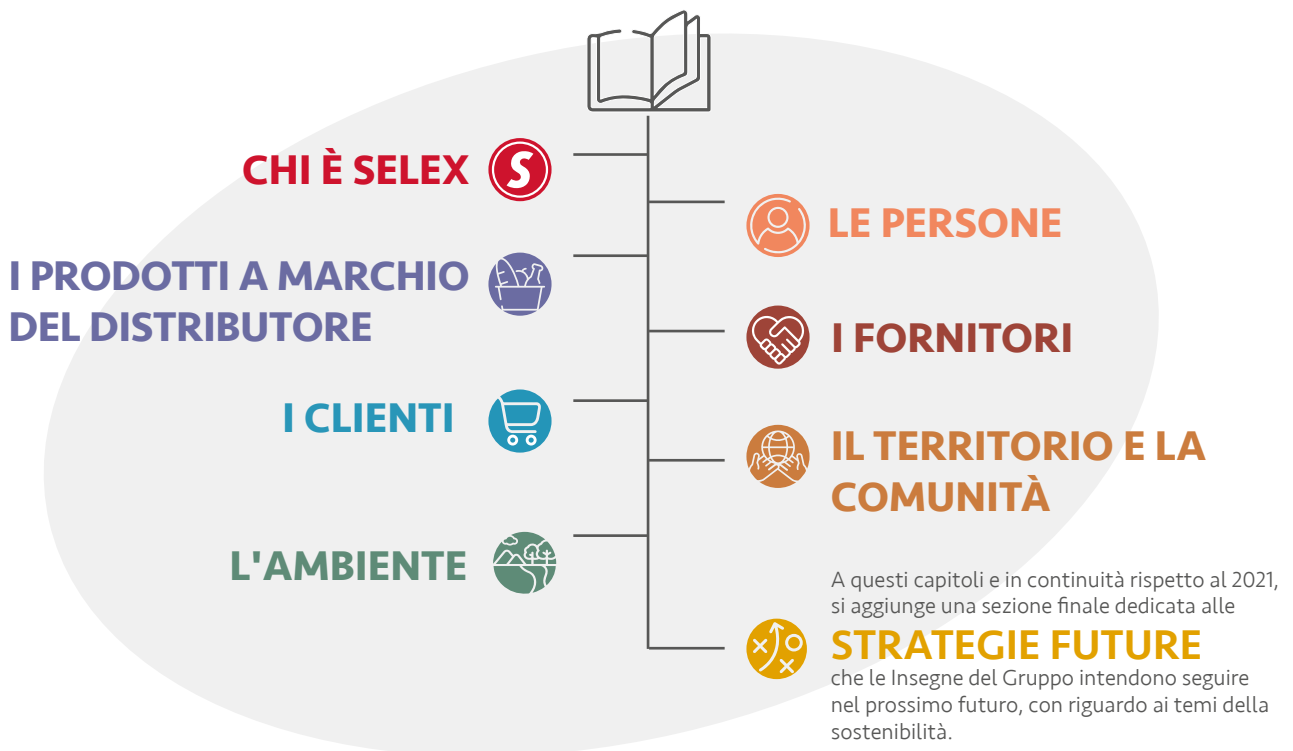 CHI È SELEX
S
LE PERSONE
I PRODOTTI A MARCHIO
DEL DISTRIBUTORE
I FORNITORI
I CLIENTI
IL TERRITORIO E LA
COMUNITÀ
L'AMBIENTE
A questi capitoli e in continuità rispetto al 2021,
si aggiunge una sezione finale dedicata alle
STRATEGIE FUTURE
che le Insegne del Gruppo intendono seguire
nel prossimo futuro, con riguardo ai temi della
sostenibilità.